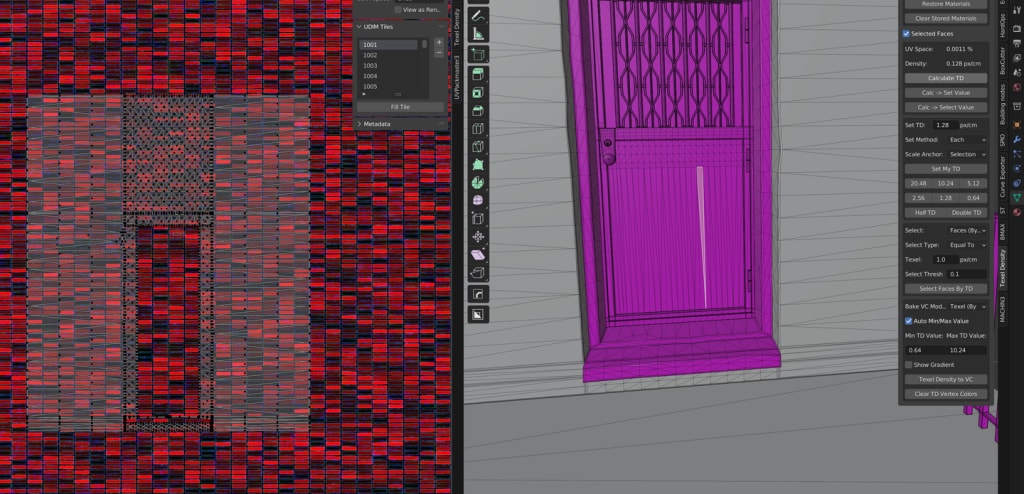 View as Ren...
UDIM Tiles
1001
1002
1003
1004
1005
Fill Tile
Metadata
Texel Density
UVPackmaster3
Restore Materials
Clear Stored Materials
Selected Faces
UV Space: 0.0011 %
Density: 0.128 px/cm
Calculate TD
Calc -> Set Value
Calc -> Select Value
Set TD: 1.28 px/cm
Set Method: Each
Scale Anchor: Selection
Set My TD
20.48 10.24 5.12
2.56 1.28 0.64
Half TD Double TD
Select: Faces (By..
Select Type: Equal To
Texel: 1.0 px/cm
Select Thresh 0.1
Select Faces By TD
Bake VC Mod... Texel (By
Auto Min/Max Value
Min TD Value: Max TD Value:
0.64 10.24
Show Gradient
Texel Density to VC
Clear TD Vertex Colors
HardOps
BoxCutter
Building nodes
SMO
Curve Exporter
ST
BMAX
Texel Density
MACHIN3